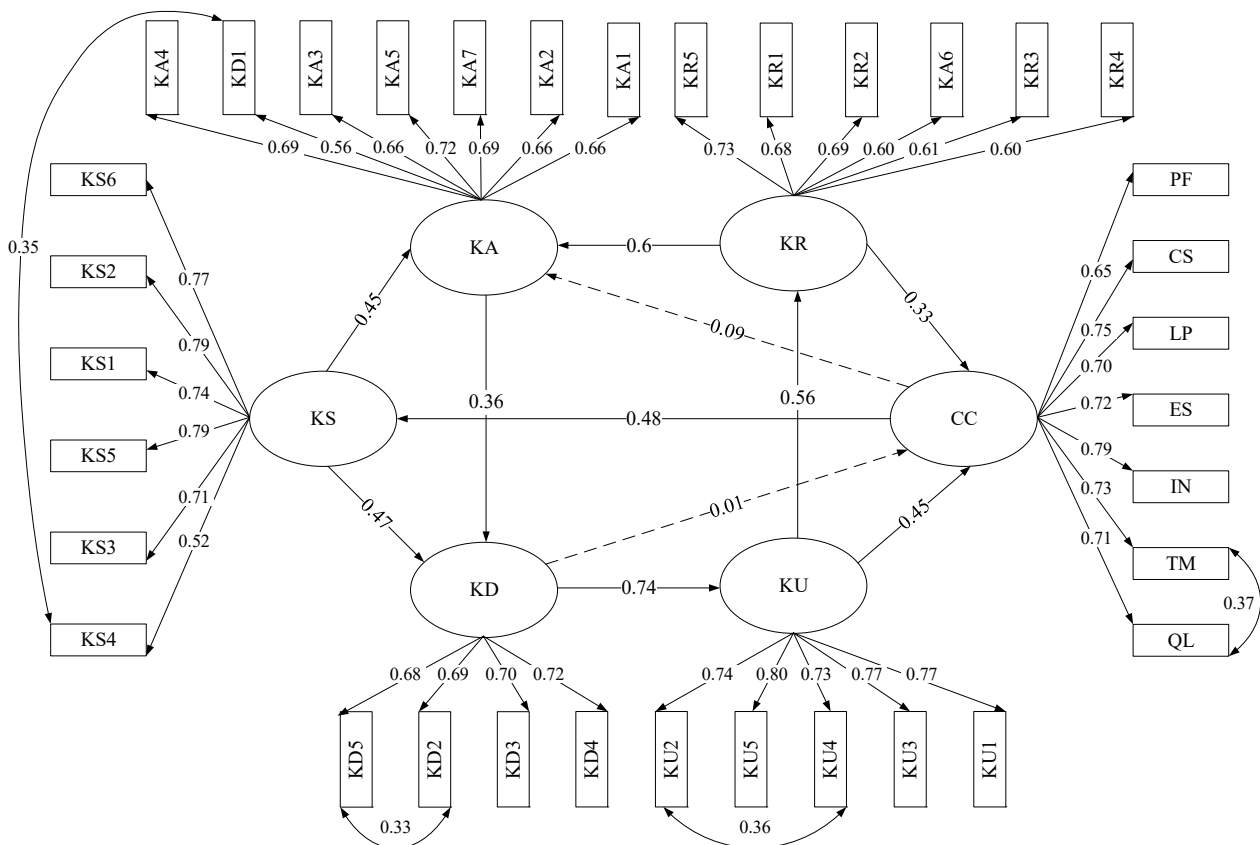 KA4
KD1
KA3
KA5
KA7
KA2
KA1
KR5
KR1
KR2
KA6
KR3
KR4
0.69
0.56
0.66
0.72
0.69
0.66
0.66
0.73
0.68
0.69
0.60
0.61
0.60
KS6
KS2
KS1
KS5
KS3
KS4
0.35
0.77
0.79
0.74
0.79
0.71
0.52
KA
KR
KS
CC
KD
KU
0.6
0.45
0.09
0.33
0.36
0.56
0.48
0.47
0.01
0.45
0.74
PF
CS
LP
ES
IN
TM
QL
0.65
0.75
0.70
0.72
0.79
0.73
0.71
0.37
0.68
0.69
0.70
0.72
0.74
0.80
0.73
0.77
0.77
KD5
KD2
KD3
KD4
KU2
KU5
KU4
KU3
KU1
0.33
0.36